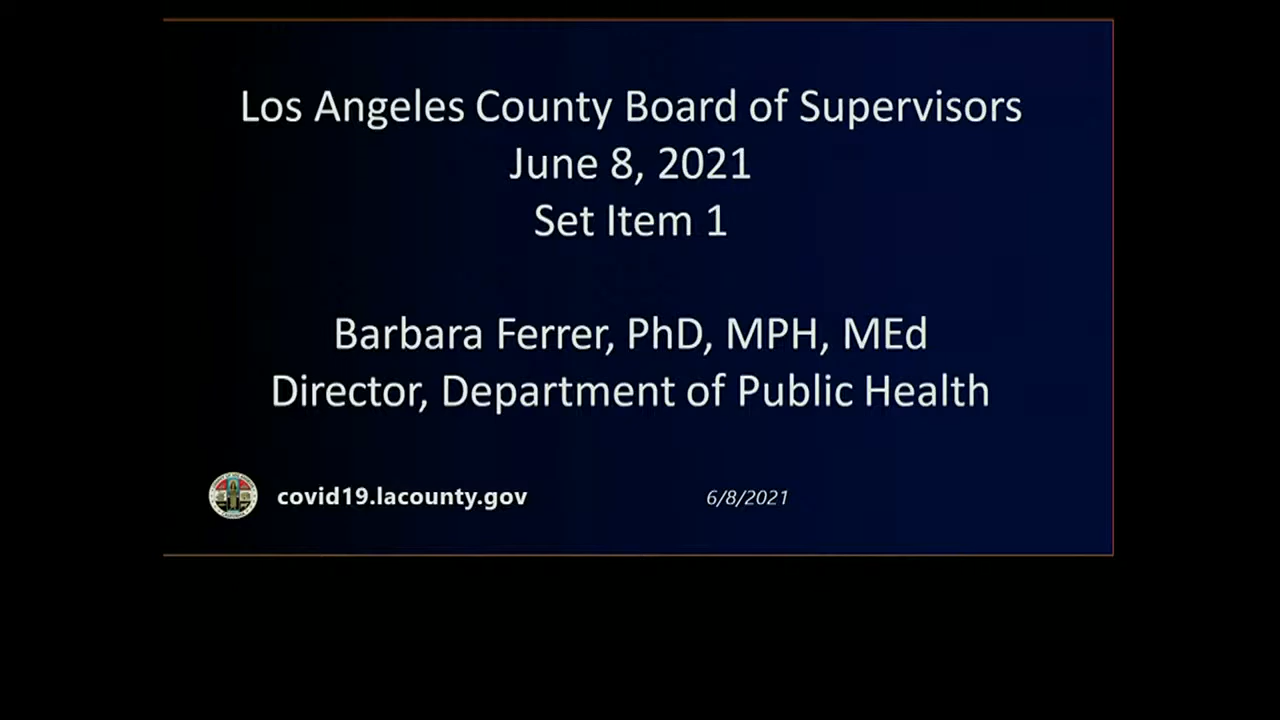 Los Angeles County Board of Supervisors
June 8, 2021
Set Item 1
Barbara Ferrer, PhD, MPH, MEd
Director, Department of Public Health
covid19.lacounty.gov
6/8/2021